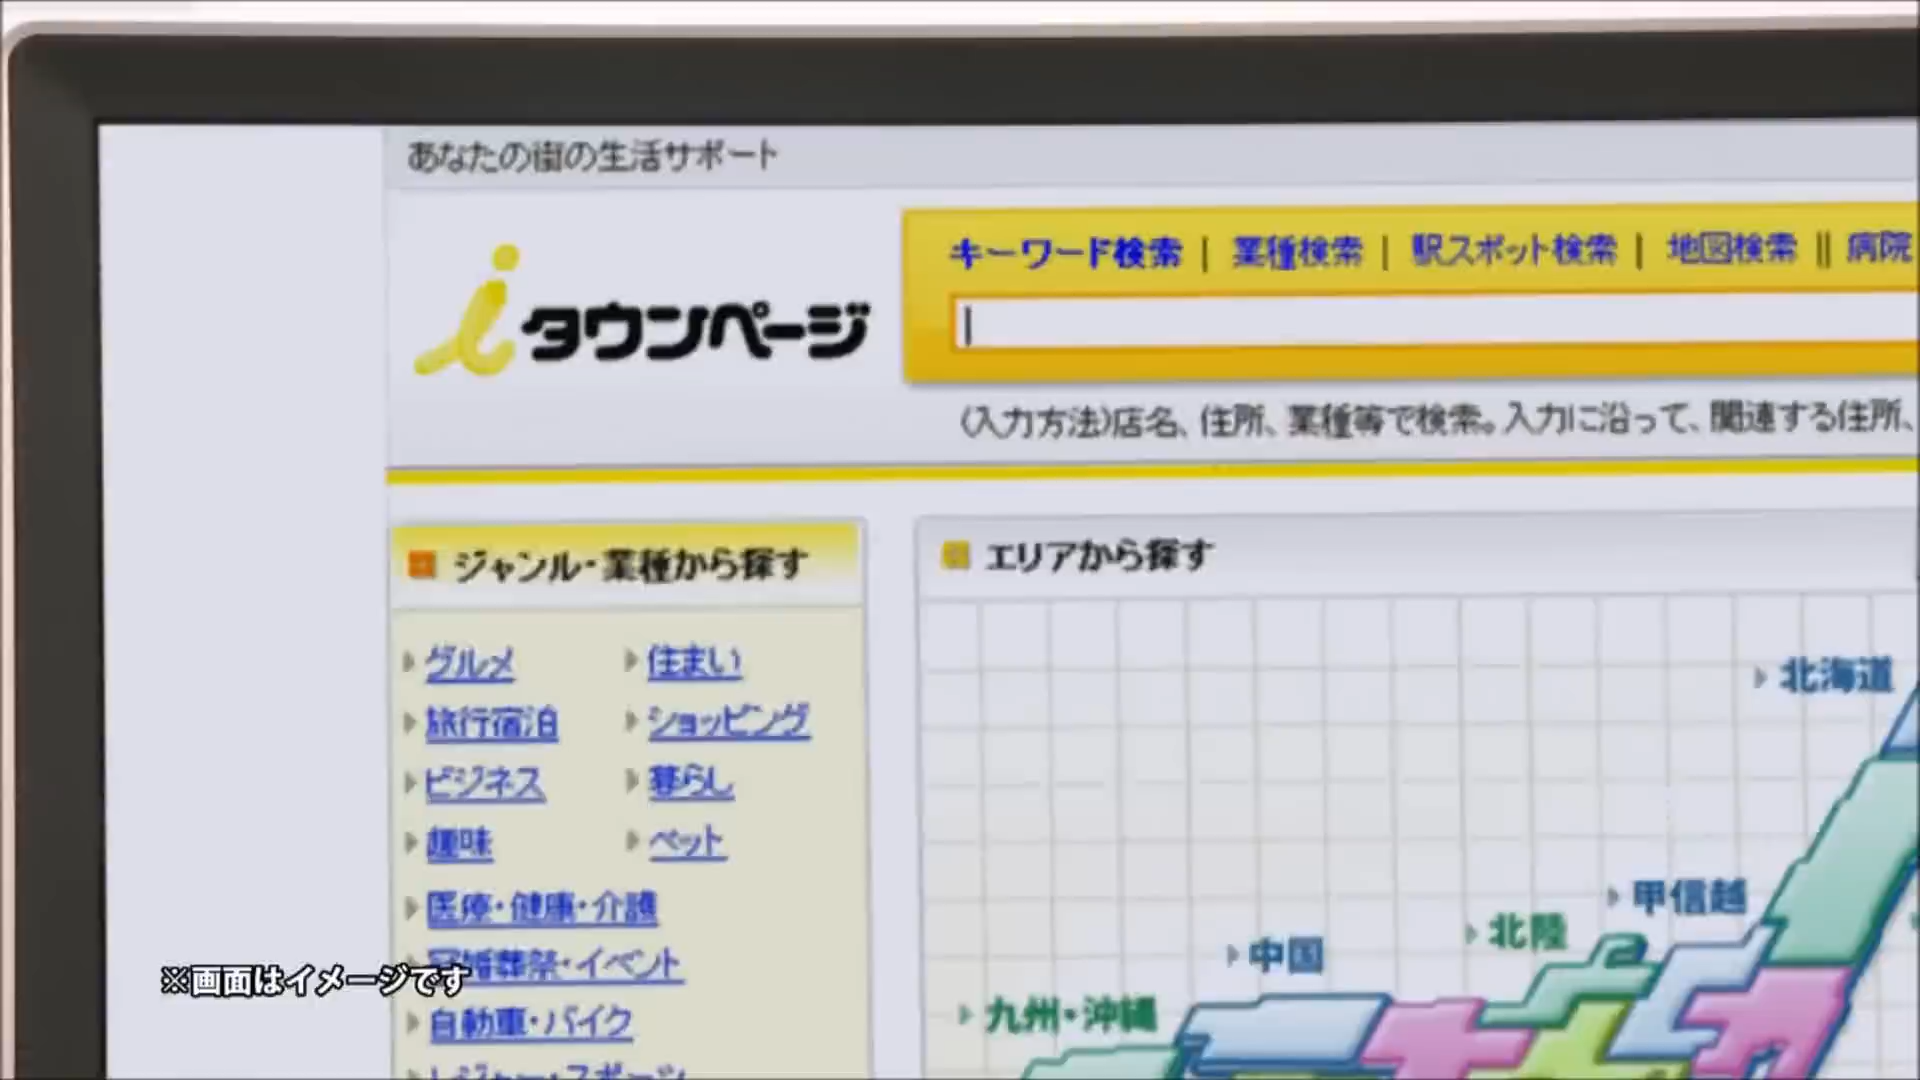 あなたの街の生活サポート
iタウンページ
キーワード検索 | 業種検索 | 駅スポット検索 | 地図検索 || 病院
(入力方法)店名、住所、業種等で検索。入力に沿って、関連する住所、
ジャンル・業種から探す
エリアから探す
グルメ 住まい
旅行宿泊 ショッピング
ビジネス 暮らし
趣味 ペット
医療・健康・介護
冠婚葬祭・イベント
自動車・バイク
レジャー・スポーツ
北海道
甲信越
北陸
中国
九州・沖縄
※画面はイメージです